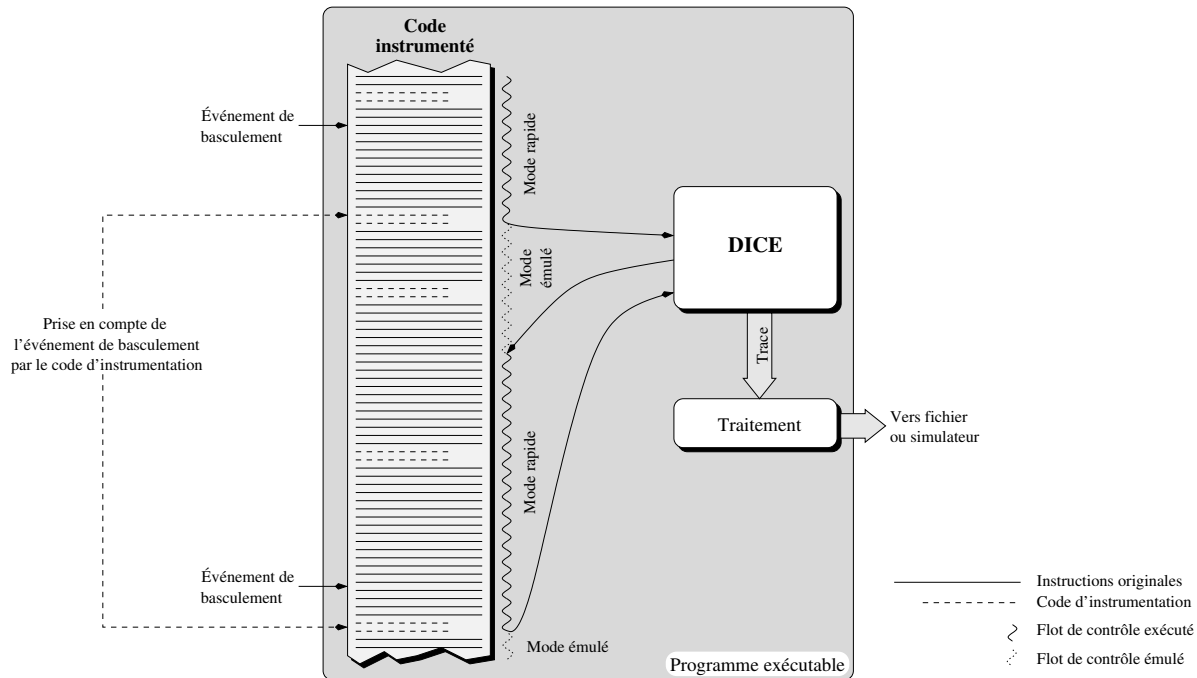 Code
instrumenté
Événement de
basculement
Mode rapide
DICE
Mode
émulé
Prise en compte de
l’événement de basculement
par le code d’instrumentation
Trace
Traitement
Vers fichier
ou simulateur
Mode rapide
Événement de
basculement
Mode émulé
Programme exécutable
Instructions originales
Code d’instrumentation
Flot de contrôle exécuté
Flot de contrôle émulé